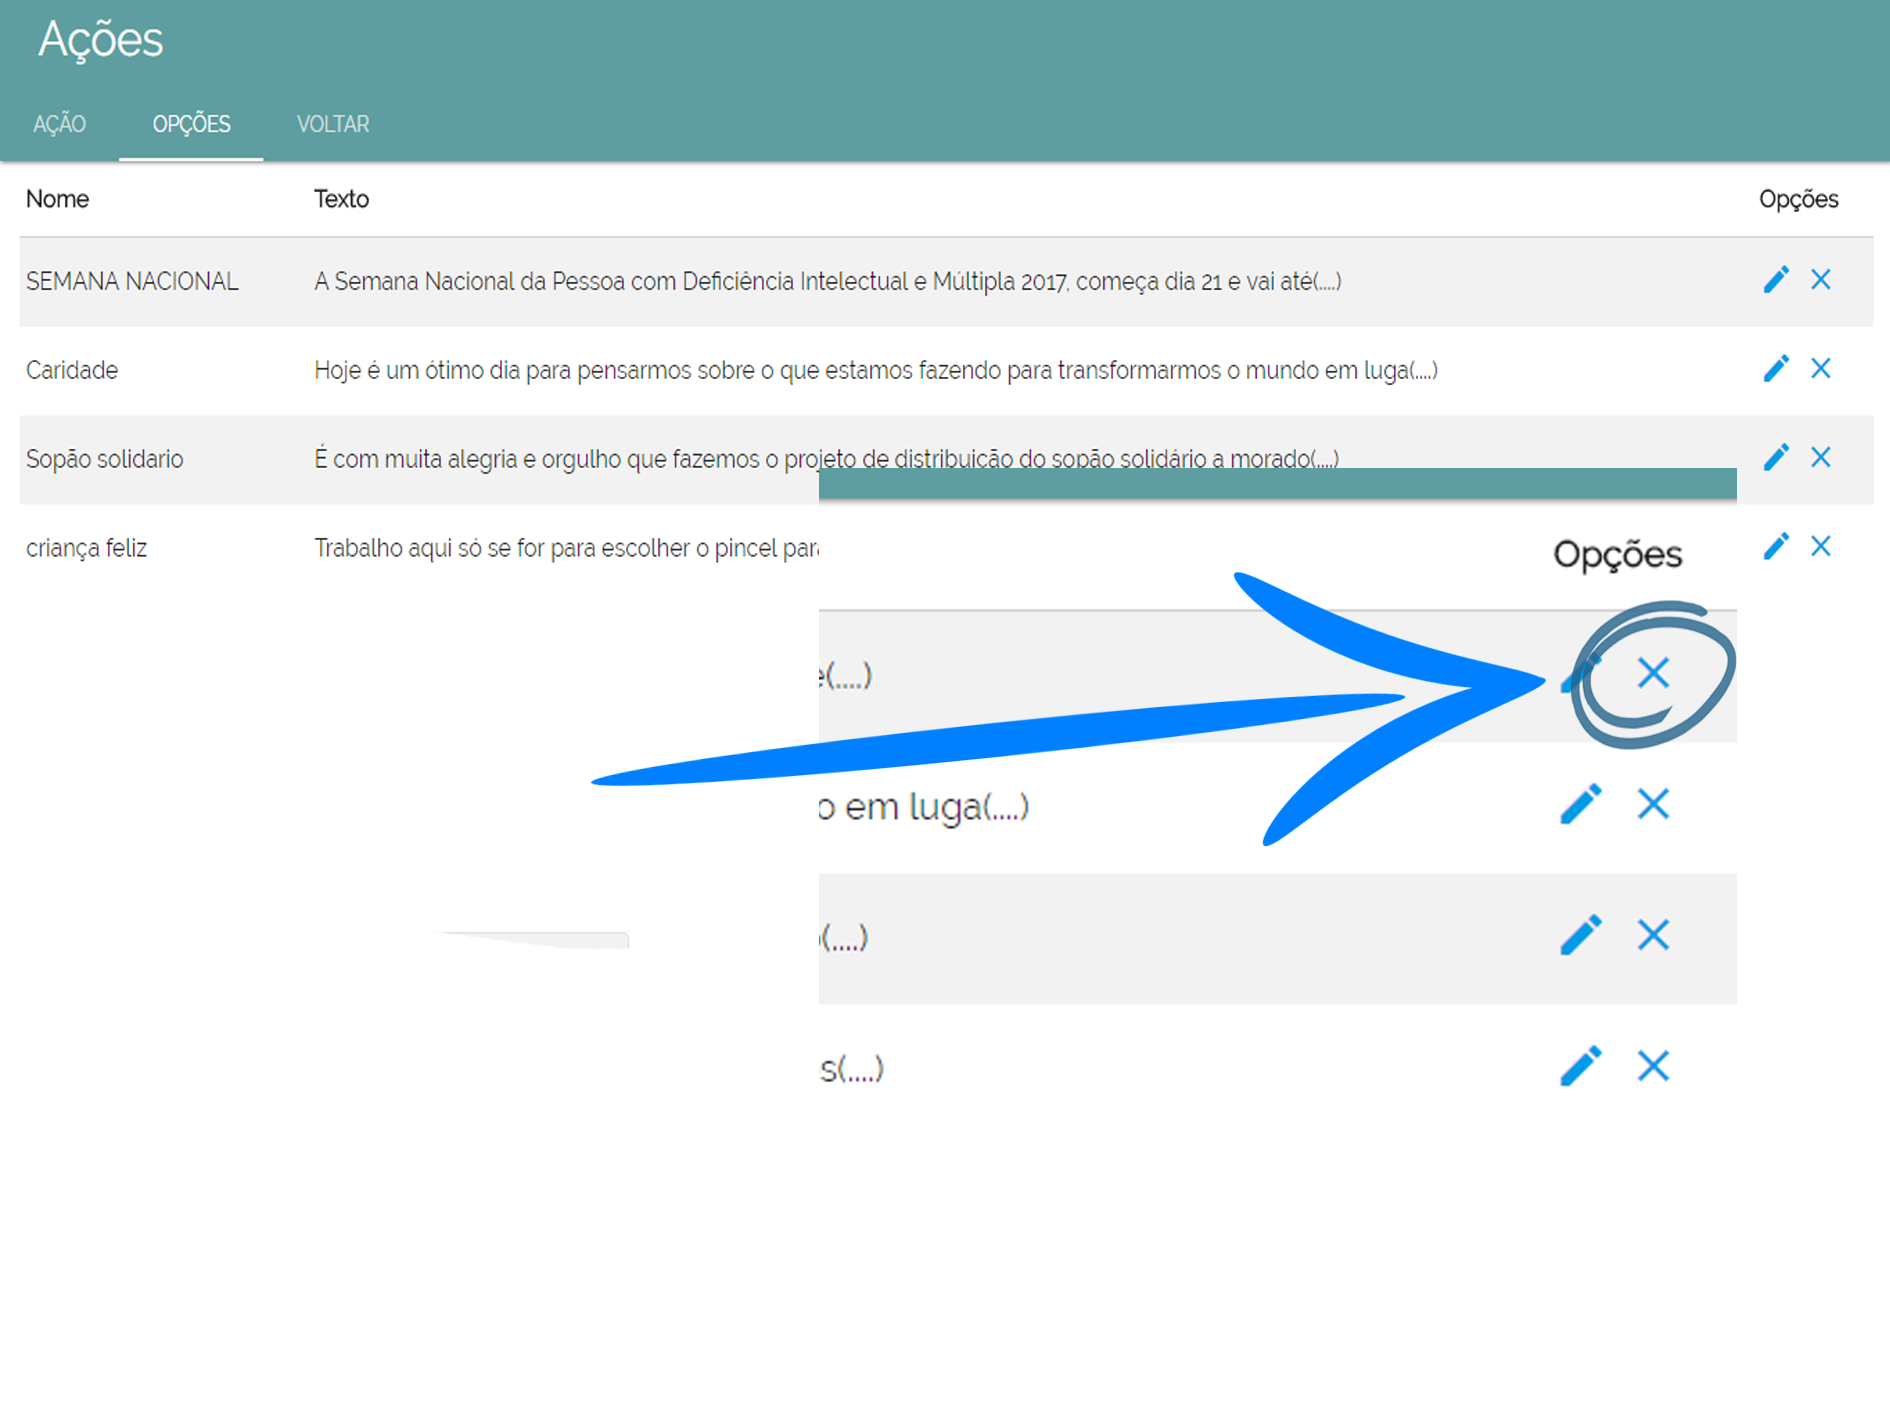 Ações
AÇÃO OPÇÕES VOLTAR
Nome Texto Opções
SEMANA NACIONAL A Semana Nacional da Pessoa com Deficiência Intelectual e Múltipla 2017, começa dia 21 e vai até(....)
Caridade Hoje é um ótimo dia para pensarmos sobre o que estamos fazendo para transformarmos o mundo em luga(....)
Sopão solidario É com muita alegria e orgulho que fazemos o projeto de distribuição do sopão solidário a morado(....)
criança feliz Trabalho aqui só se for para escolher o pincel para
Opções
é(....)
o em luga(....)
o(....)
s(....)